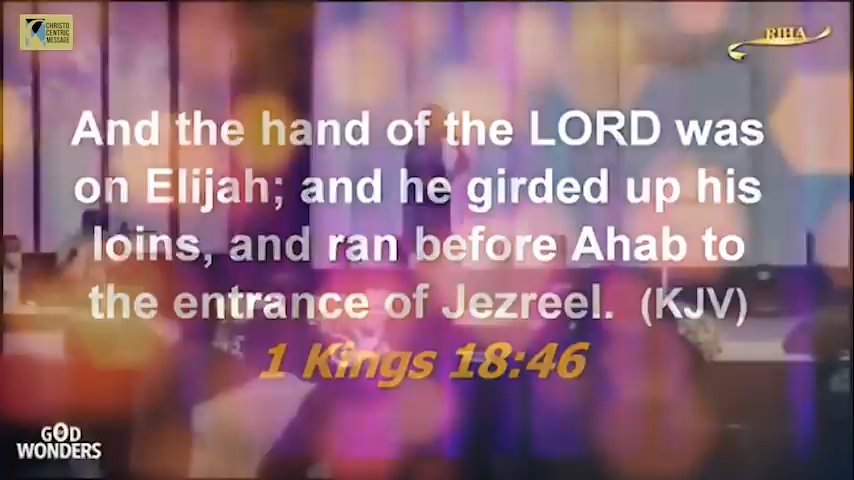 CHRISTO
CENTRIC
MESSAGE
RIHA
And the hand of the LORD was
on Elijah; and he girded up his
loins, and ran before Ahab to
the entrance of Jezreel. (KJV)
1 Kings 18:46
GOD
WONDERS